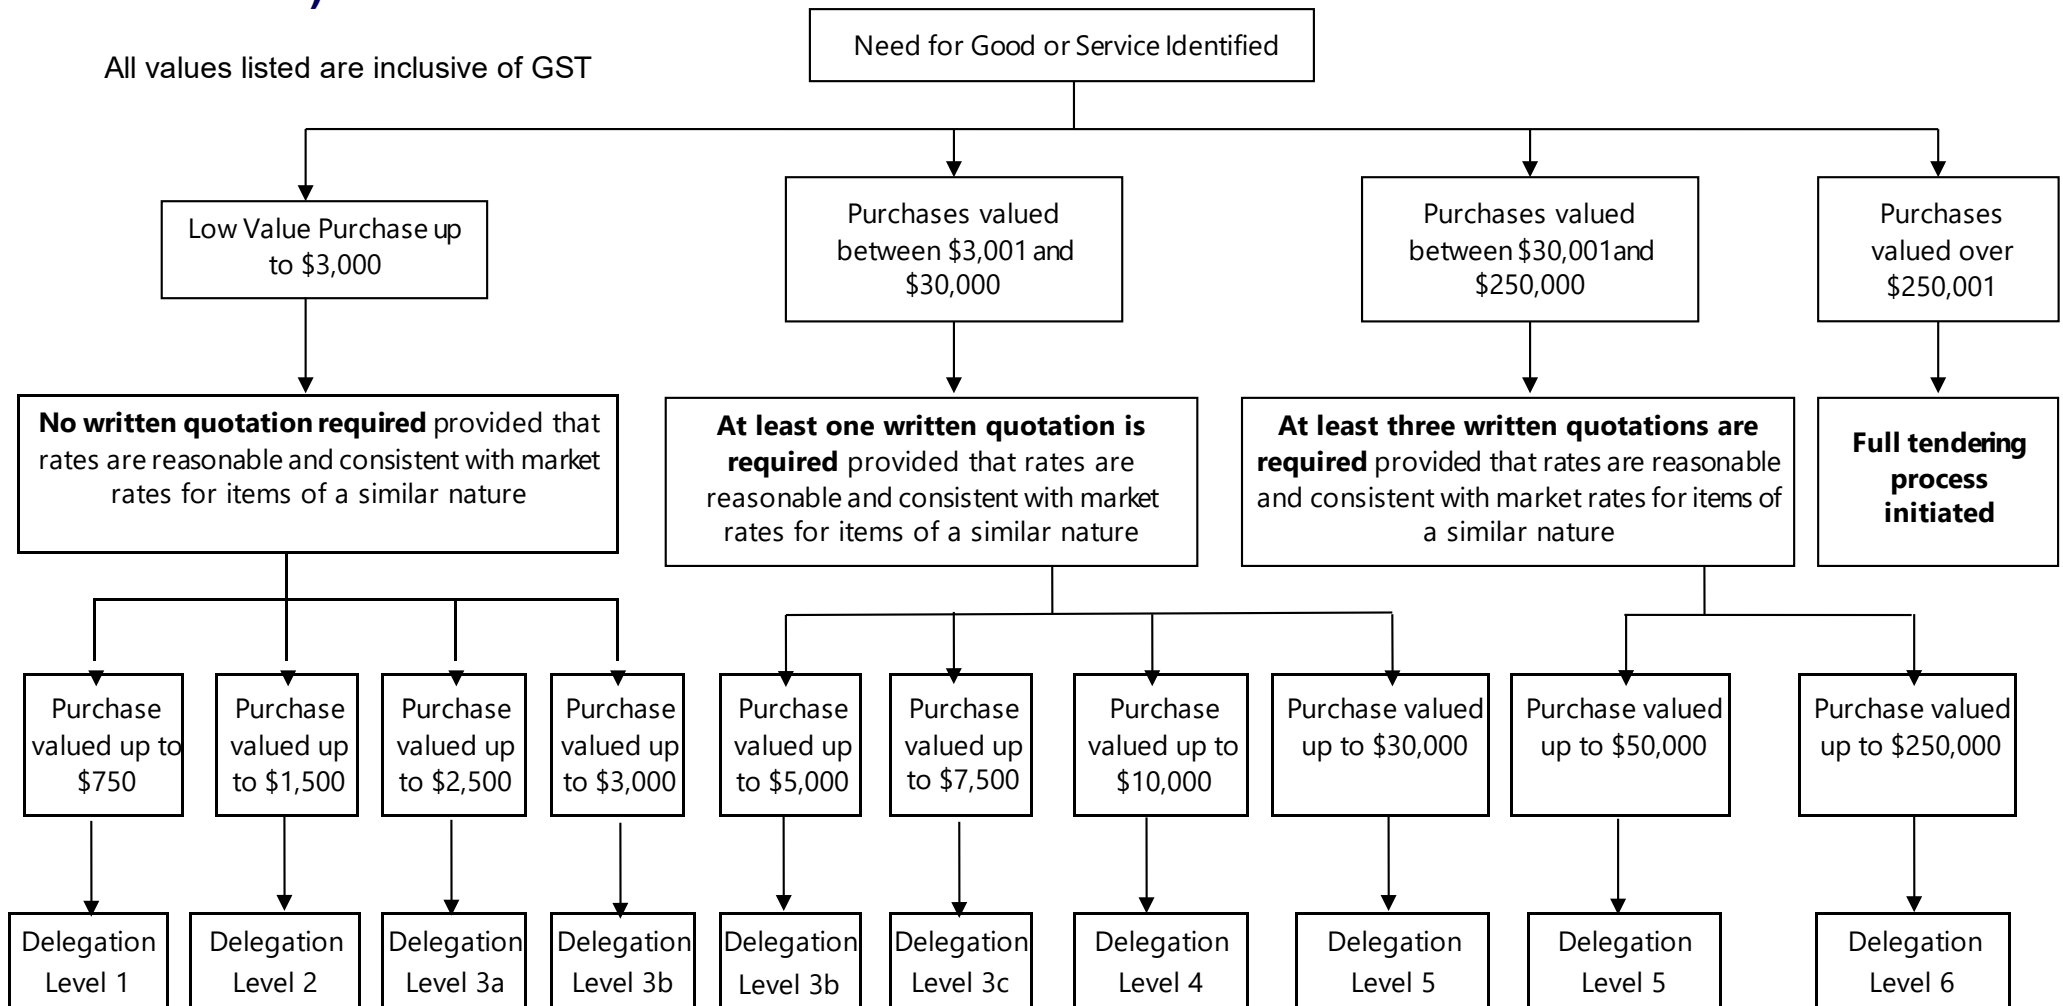 All values listed are inclusive of GST
Need for Good or Service Identified
Low Value Purchase up
to $3,000
Purchases valued
between $3,001 and
$30,000
Purchases valued
between $30,001and
$250,000
Purchases
valued over
$250,001
No written quotation required provided that
rates are reasonable and consistent with market
rates for items of a similar nature
At least one written quotation is
required provided that rates are
reasonable and consistent with market
rates for items of a similar nature
At least three written quotations are
required provided that rates are reasonable
and consistent with market rates for items of
a similar nature
Full tendering
process
initiated
Purchase
valued up to
$750
Purchase
valued up
to $1,500
Purchase
valued up
to $2,500
Purchase
valued up
to $3,000
Purchase
valued up
to $5,000
Purchase
valued up
to $7,500
Purchase
valued up to
$10,000
Purchase valued
up to $30,000
Purchase valued
up to $50,000
Purchase valued
up to $250,000
Delegation
Level 1
Delegation
Level 2
Delegation
Level 3a
Delegation
Level 3b
Delegation
Level 3b
Delegation
Level 3c
Delegation
Level 4
Delegation
Level 5
Delegation
Level 5
Delegation
Level 6